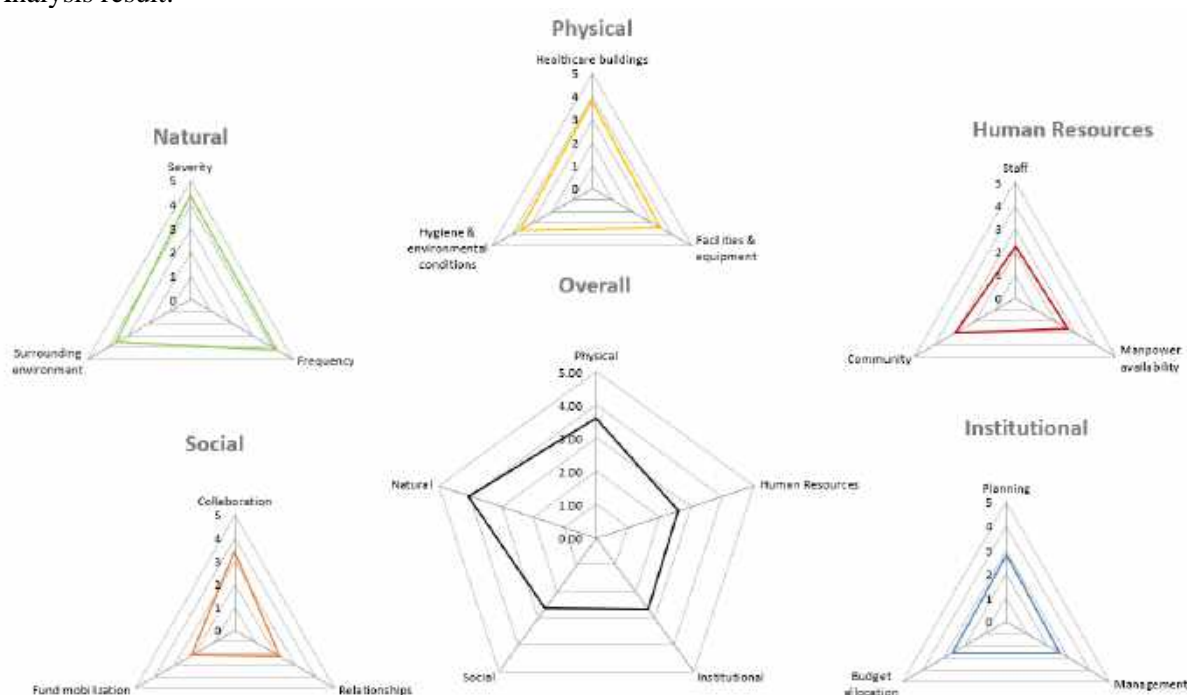 Analysis result.
Physical
Healthcare buildings
5
4
3
2
1
0
Hygiene &
environmental
conditions
Facilities &
equipment
Natural
Severity
5
4
3
2
1
0
Surrounding
environment
Frequency
Human Resources
Staff
5
4
3
2
1
0
Community
Manpower
availability
Overall
Physical
5.00
4.00
3.00
2.00
1.00
0.00
Natural
Human Resources
Social
Institutional
Social
Collaboration
5
4
3
2
1
0
Fund mobilization
Relationships
Institutional
Planning
5
4
3
2
1
0
Budget
allocation
Management